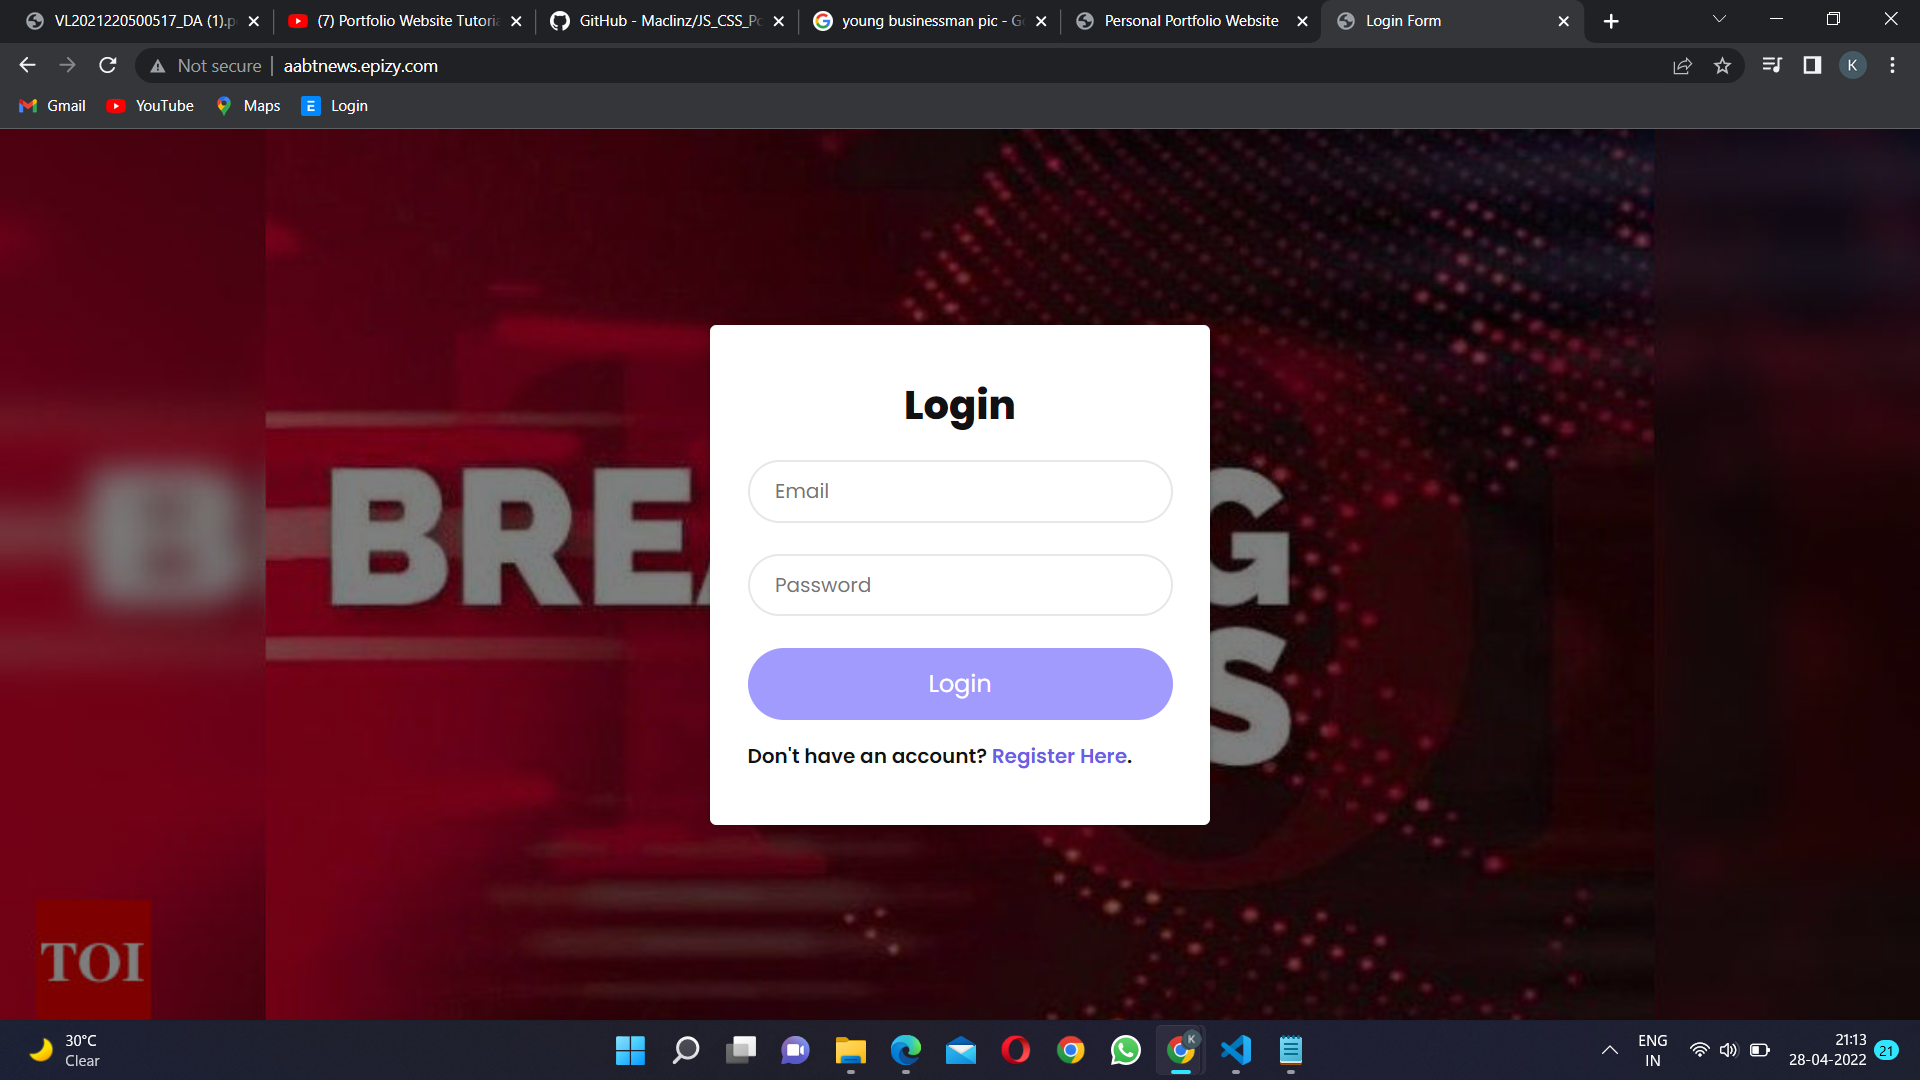 VL2021220500517_DA (1).p
(7) Portfolio Website Tutoria
GitHub - Maclinz/JS_CSS_Po
young businessman pic - Go
Personal Portfolio Website
Login Form
Not secure
aabtnews.epizy.com
K
Gmail
YouTube
Maps
E
Login
BREA
G
S
B
TOI
Login
Email
Password
Login
Don't have an account? Register Here.
30°C
Clear
K
ENG
IN
21:13
28-04-2022
21